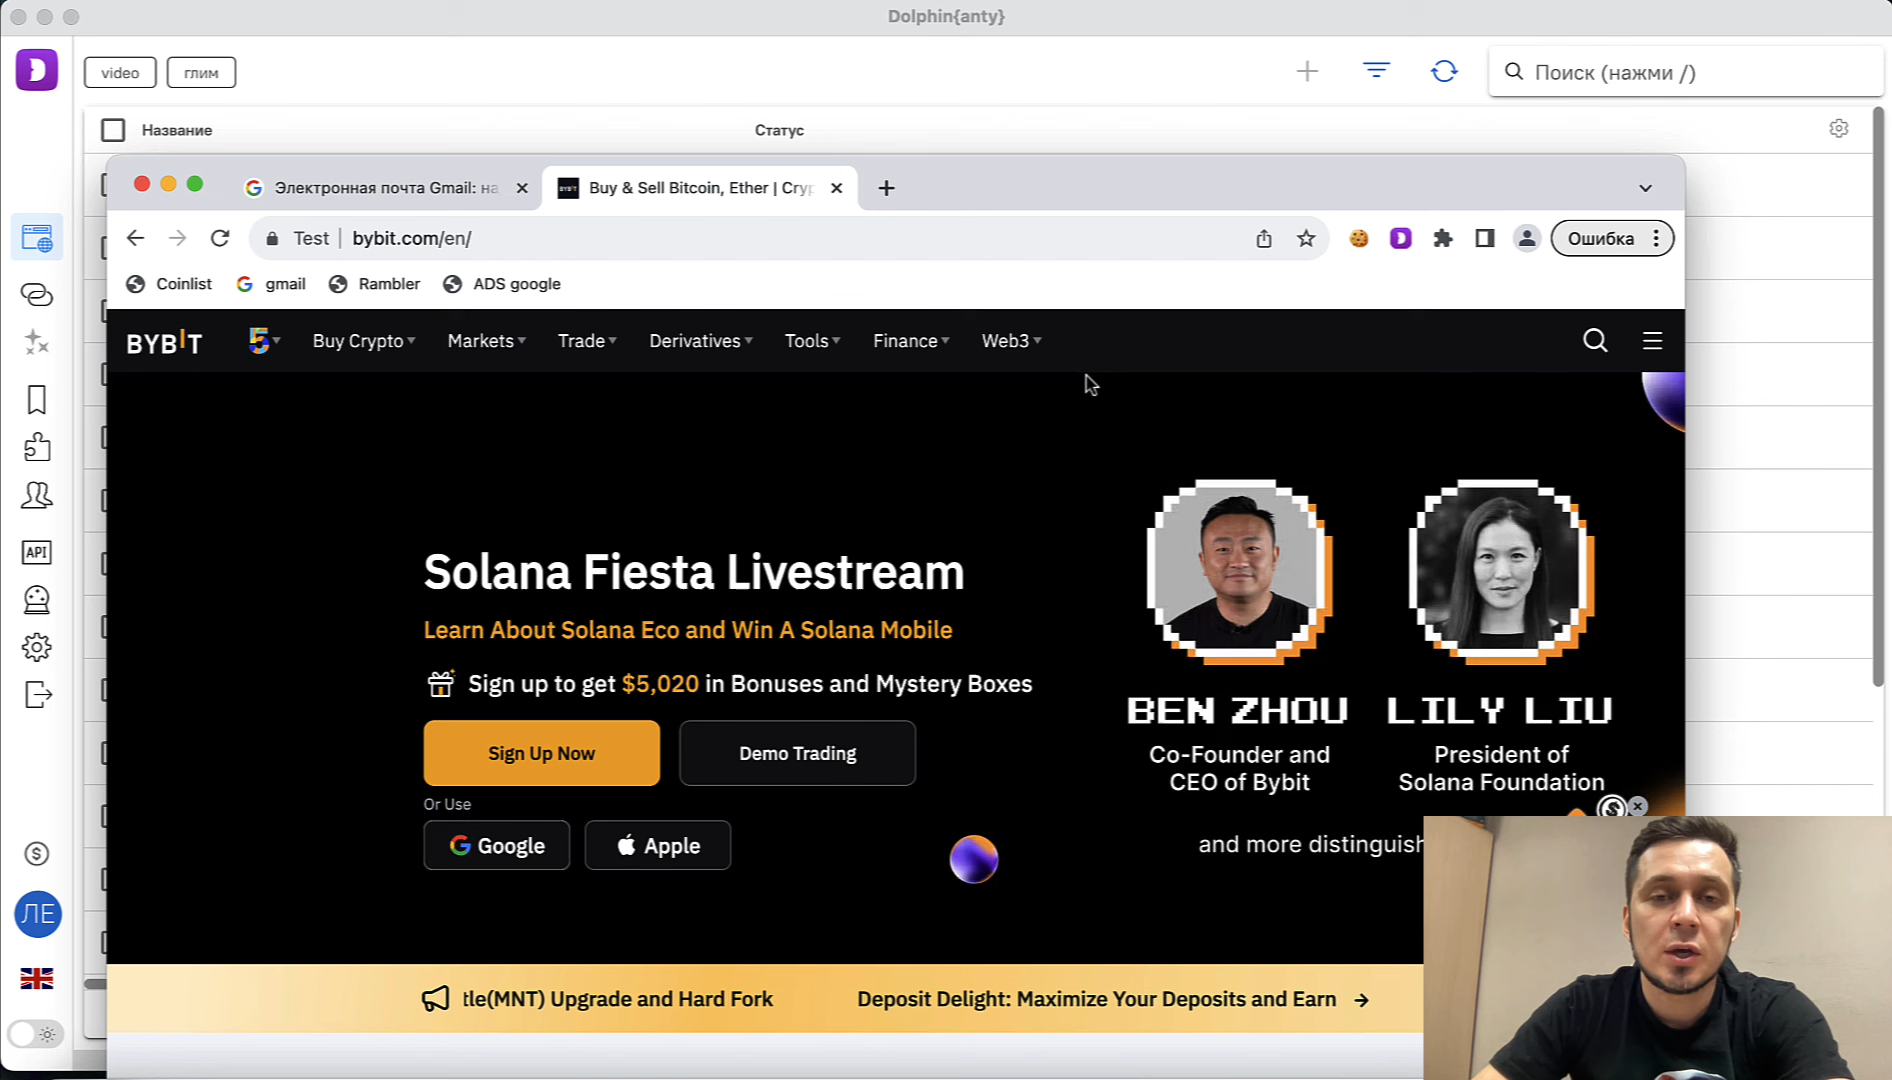 Dolphin{anty}
video
глим
Поиск (нажми /)
Название
Статус
Электронная почта Gmail: на
Buy & Sell Bitcoin, Ether | Cry
Test
bybit.com/en/
Ошибка
Coinlist
gmail
Rambler
ADS google
BYBIT
5
Buy Crypto
Markets
Trade
Derivatives
Tools
Finance
Web3
Solana Fiesta Livestream
Learn About Solana Eco and Win A Solana Mobile
Sign up to get $5,020 in Bonuses and Mystery Boxes
Sign Up Now
Demo Trading
Or Use
Google
Apple
BEN ZHOU
Co-Founder and
CEO of Bybit
LILY LIU
President of
Solana Foundation
and more distinguish
tle(MNT) Upgrade and Hard Fork
Deposit Delight: Maximize Your Deposits and Earn
API
ЛЕ